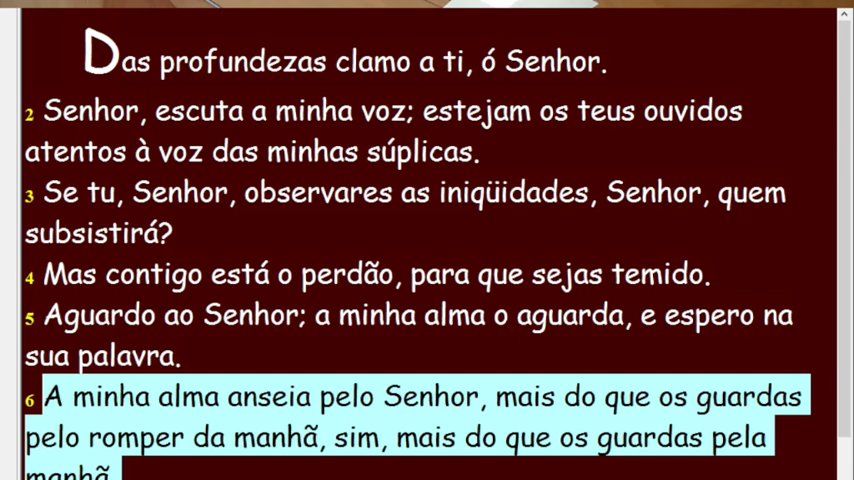 Das profundezas clamo a ti, ó Senhor.
2 Senhor, escuta a minha voz; estejam os teus ouvidos
atentos à voz das minhas súplicas.
3 Se tu, Senhor, observares as iniqüidades, Senhor, quem
subsistirá?
4 Mas contigo está o perdão, para que sejas temido.
5 Aguardo ao Senhor; a minha alma o aguarda, e espero na
sua palavra.
6 A minha alma anseia pelo Senhor, mais do que os guardas
pelo romper da manhã, sim, mais do que os guardas pela
manhã.